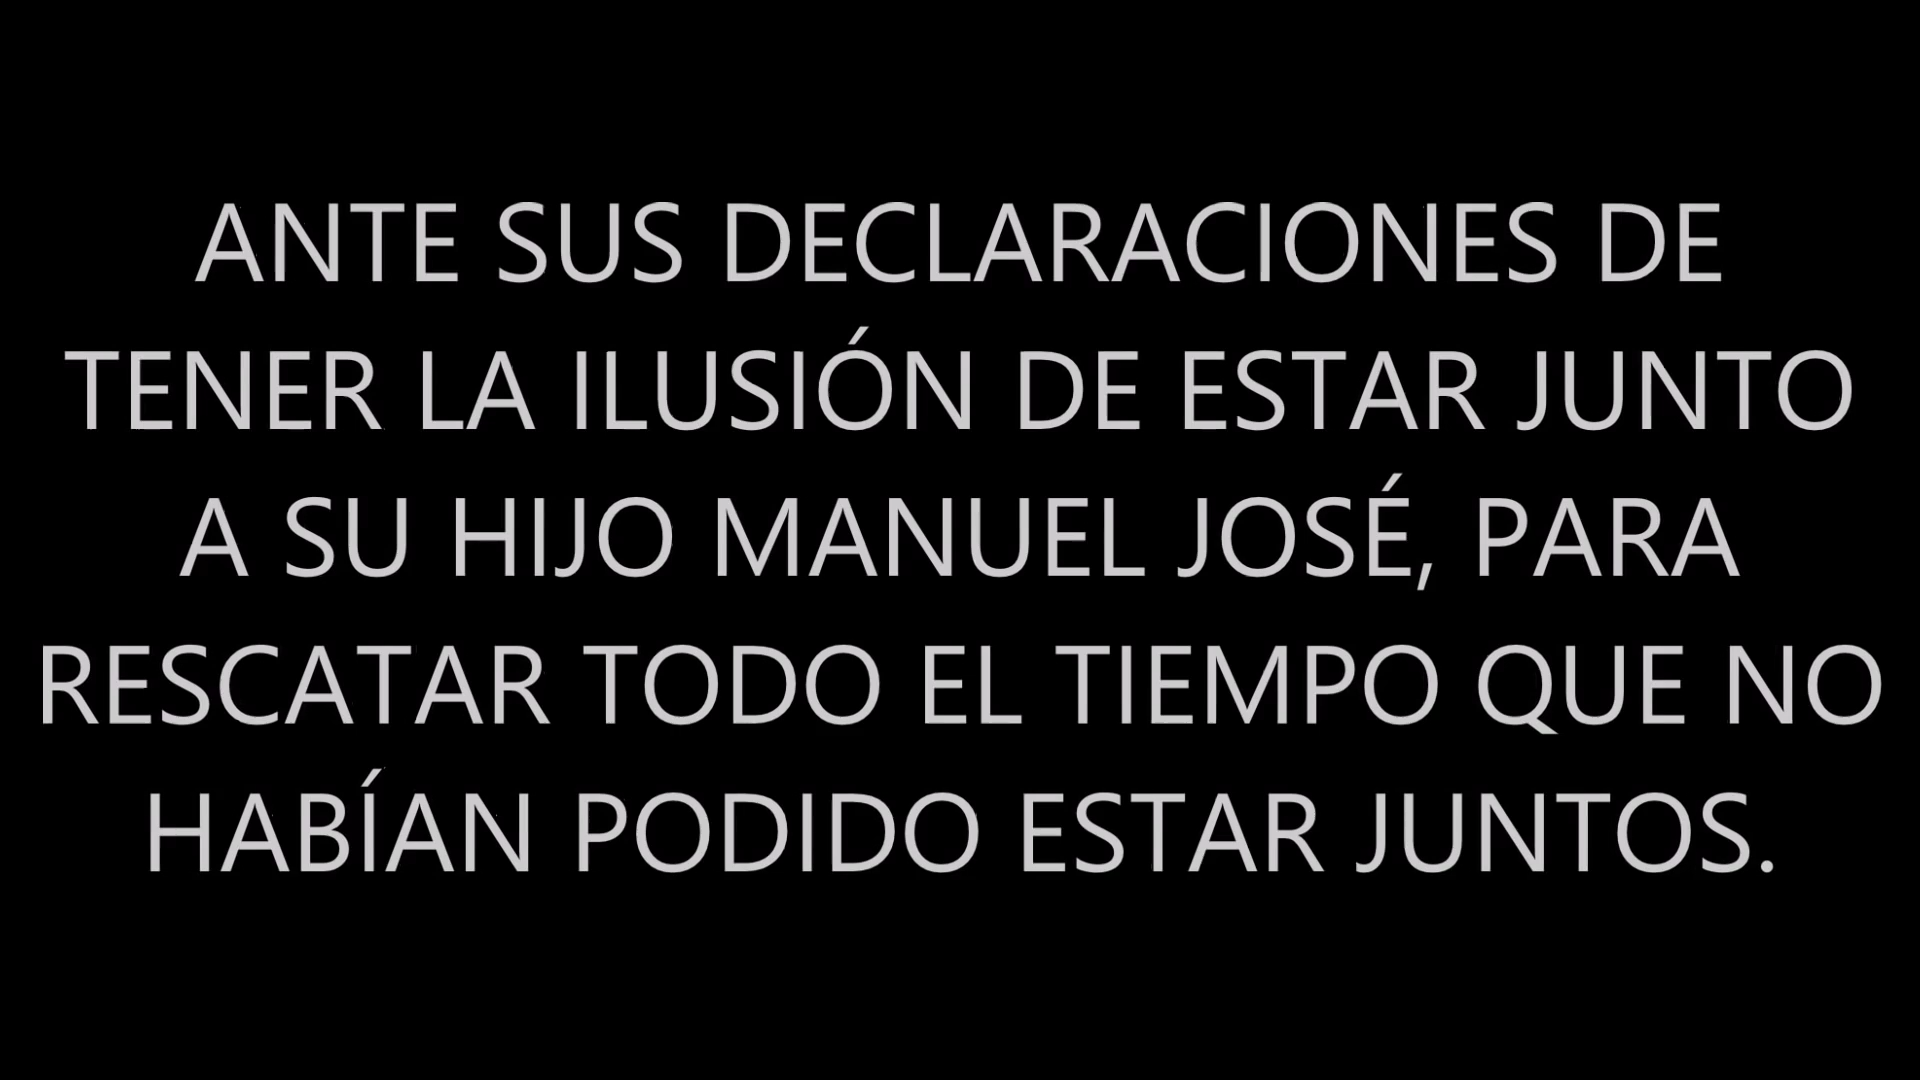 ANTE SUS DECLARACIONES DE
TENER LA ILUSIÓN DE ESTAR JUNTO
A SU HIJO MANUEL JOSÉ, PARA
RESCATAR TODO EL TIEMPO QUE NO
HABÍAN PODIDO ESTAR JUNTOS.